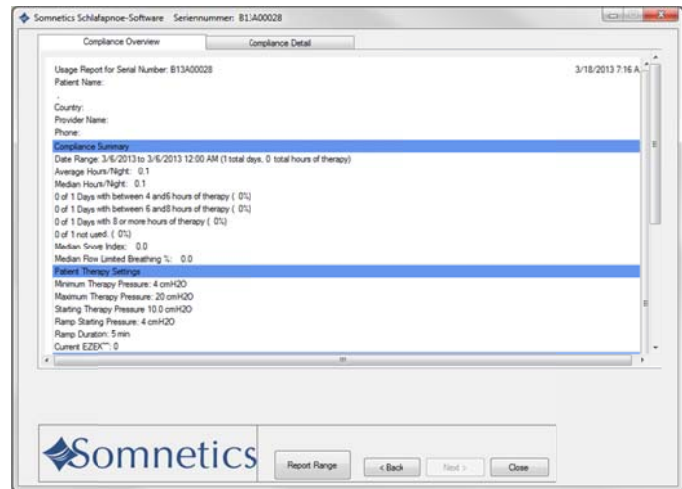 Somnetics Schlafapnoe-Software Seriennummer: B13A00028
Compliance Overview
Compliance Detail
Usage Report for Serial Number: B13A00028
3/18/2013 7:16 A
Patient Name:
,
Country:
Provider Name:
Phone:
Compliance Summary
Date Range: 3/6/2013 to 3/6/2013 12:00 AM (1 total days, 0 total hours of therapy)
Average Hours/Night: 0.1
Median Hours/Night: 0.1
0 of 1 Days with between 4 and 6 hours of therapy ( 0%)
0 of 1 Days with between 6 and 8 hours of therapy ( 0%)
0 of 1 Days with 8 or more hours of therapy ( 0%)
0 of 1 not used. ( 0%)
Median Snore Index: 0.0
Median Flow Limited Breathing %: 0.0
Patient Therapy Settings
Minimum Therapy Pressure: 4 cmH2O
Maximum Therapy Pressure: 20 cmH2O
Starting Therapy Pressure 10.0 cmH2O
Ramp Starting Pressure: 4 cmH2O
Ramp Duration: 5 min
Current EZEX™: 0
Somnetics
Report Range
< Back
Next >
Close